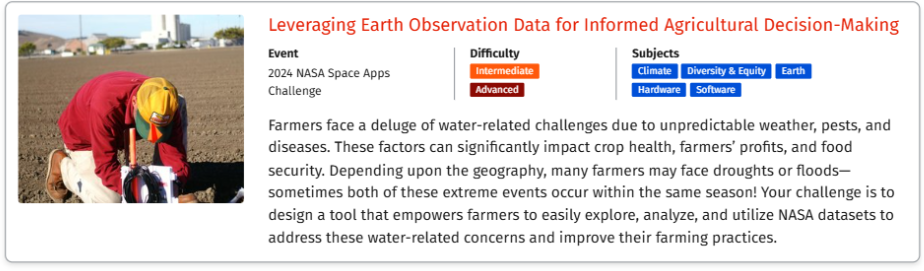 Leveraging Earth Observation Data for Informed Agricultural Decision-Making
Event
2024 NASA Space Apps
Challenge
Difficulty
Intermediate
Advanced
Subjects
Climate Diversity & Equity Earth
Hardware Software
Farmers face a deluge of water-related challenges due to unpredictable weather, pests, and
diseases. These factors can significantly impact crop health, farmers’ profits, and food
security. Depending upon the geography, many farmers may face droughts or floods—
sometimes both of these extreme events occur within the same season! Your challenge is to
design a tool that empowers farmers to easily explore, analyze, and utilize NASA datasets to
address these water-related concerns and improve their farming practices.